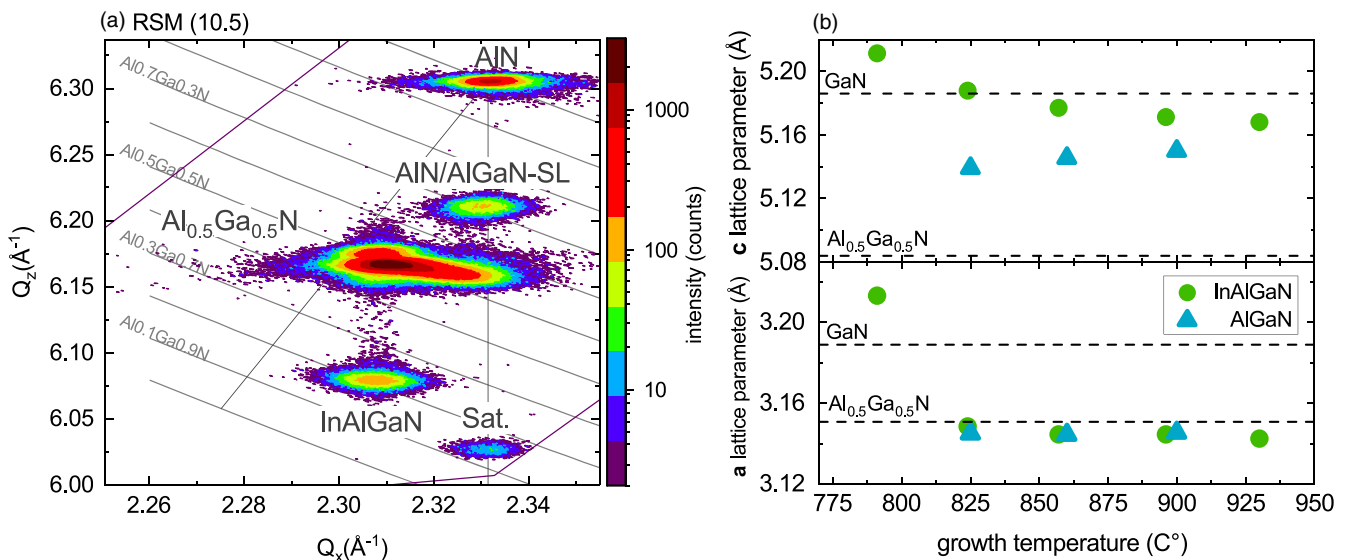 (a) RSM (10.5)
Q_z(Å⁻¹)
6.30
6.25
6.20
6.15
6.10
6.05
6.00
2.26
2.28
2.30
2.32
2.34
Q_x(Å⁻¹)
Al0.7Ga0.3N
Al0.5Ga0.5N
Al0.3Ga0.7N
Al0.1Ga0.9N
AlN
AlN/AlGaN-SL
Al₀.₅Ga₀.₅N
InAlGaN
Sat.
1000
100
10
intensity (counts)
(b)
c lattice parameter (Å)
5.20
5.16
5.12
5.08
GaN
Al₀.₅Ga₀.₅N
a lattice parameter (Å)
3.20
3.16
3.12
GaN
Al₀.₅Ga₀.₅N
InAlGaN
AlGaN
775
800
825
850
875
900
925
950
growth temperature (C°)